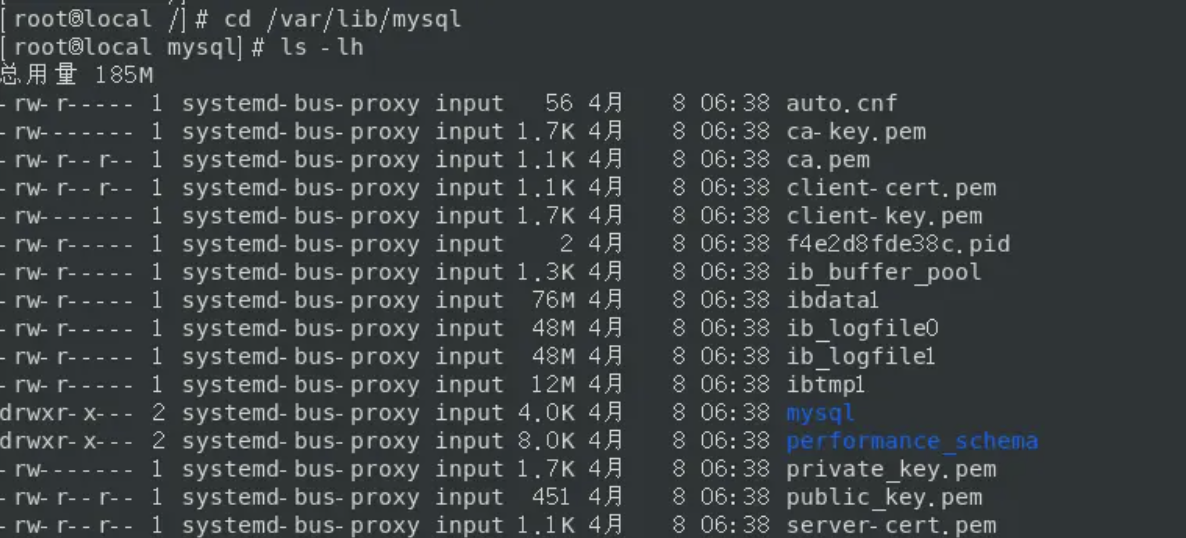 [root@local /]# cd /var/lib/mysql
[root@local mysql]# ls -lh
总用量 185M
-rw-r----- 1 systemd-bus-proxy input   56 4月   8 06:38 auto.cnf
-rw------- 1 systemd-bus-proxy input 1.7K 4月   8 06:38 ca-key.pem
-rw-r--r-- 1 systemd-bus-proxy input 1.1K 4月   8 06:38 ca.pem
-rw-r--r-- 1 systemd-bus-proxy input 1.1K 4月   8 06:38 client-cert.pem
-rw------- 1 systemd-bus-proxy input 1.7K 4月   8 06:38 client-key.pem
-rw-r----- 1 systemd-bus-proxy input    2 4月   8 06:38 f4e2d8fde38c.pid
-rw-r----- 1 systemd-bus-proxy input 1.3K 4月   8 06:38 ib_buffer_pool
-rw-r----- 1 systemd-bus-proxy input  76M 4月   8 06:38 ibdata1
-rw-r----- 1 systemd-bus-proxy input  48M 4月   8 06:38 ib_logfile0
-rw-r----- 1 systemd-bus-proxy input  48M 4月   8 06:38 ib_logfile1
-rw-r----- 1 systemd-bus-proxy input  12M 4月   8 06:38 ibtmp1
drwxr-x--- 2 systemd-bus-proxy input 4.0K 4月   8 06:38 mysql
drwxr-x--- 2 systemd-bus-proxy input 8.0K 4月   8 06:38 performance_schema
-rw------- 1 systemd-bus-proxy input 1.7K 4月   8 06:38 private_key.pem
-rw-r--r-- 1 systemd-bus-proxy input  451 4月   8 06:38 public_key.pem
-rw-r--r-- 1 systemd-bus-proxy input 1.1K 4月   8 06:38 server-cert.pem